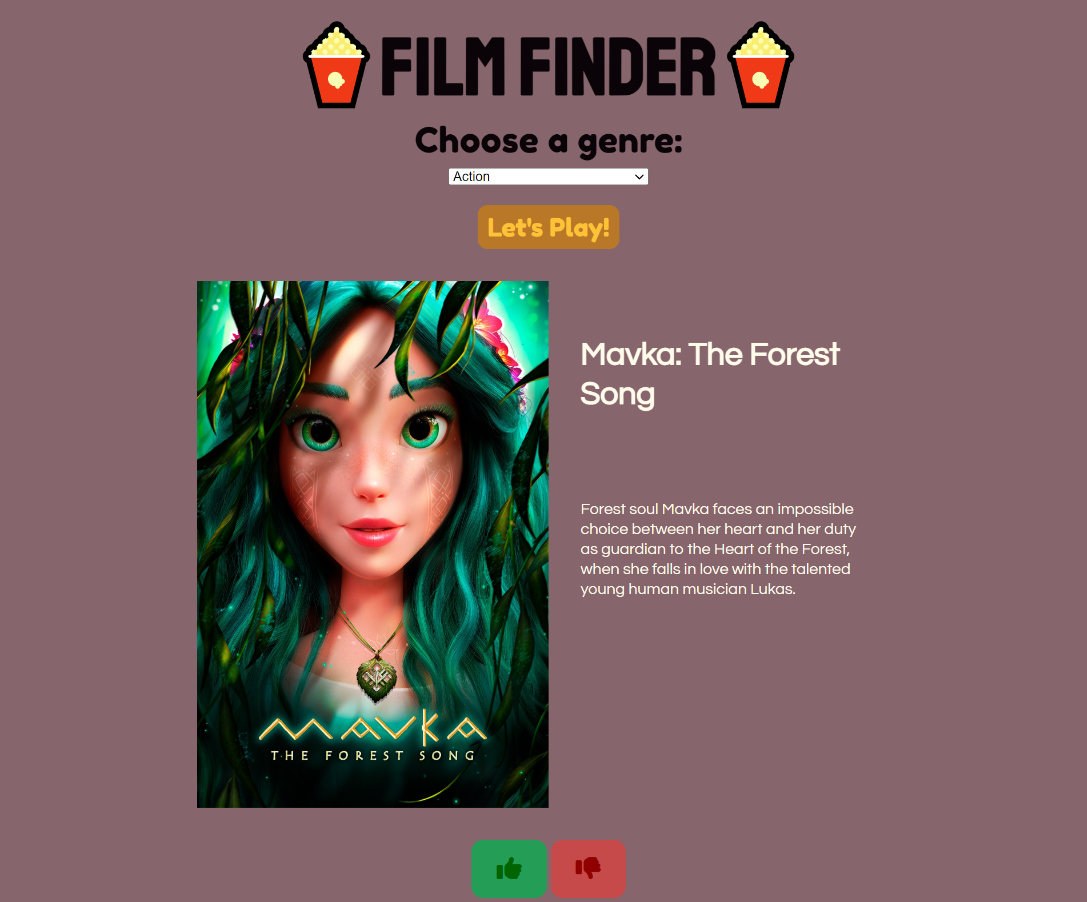 FILM FINDER
Choose a genre:
Action
Let's Play!
MAVKA
THE FOREST SONG
Mavka: The Forest
Song
Forest soul Mavka faces an impossible
choice between her heart and her duty
as guardian to the Heart of the Forest,
when she falls in love with the talented
young human musician Lukas.